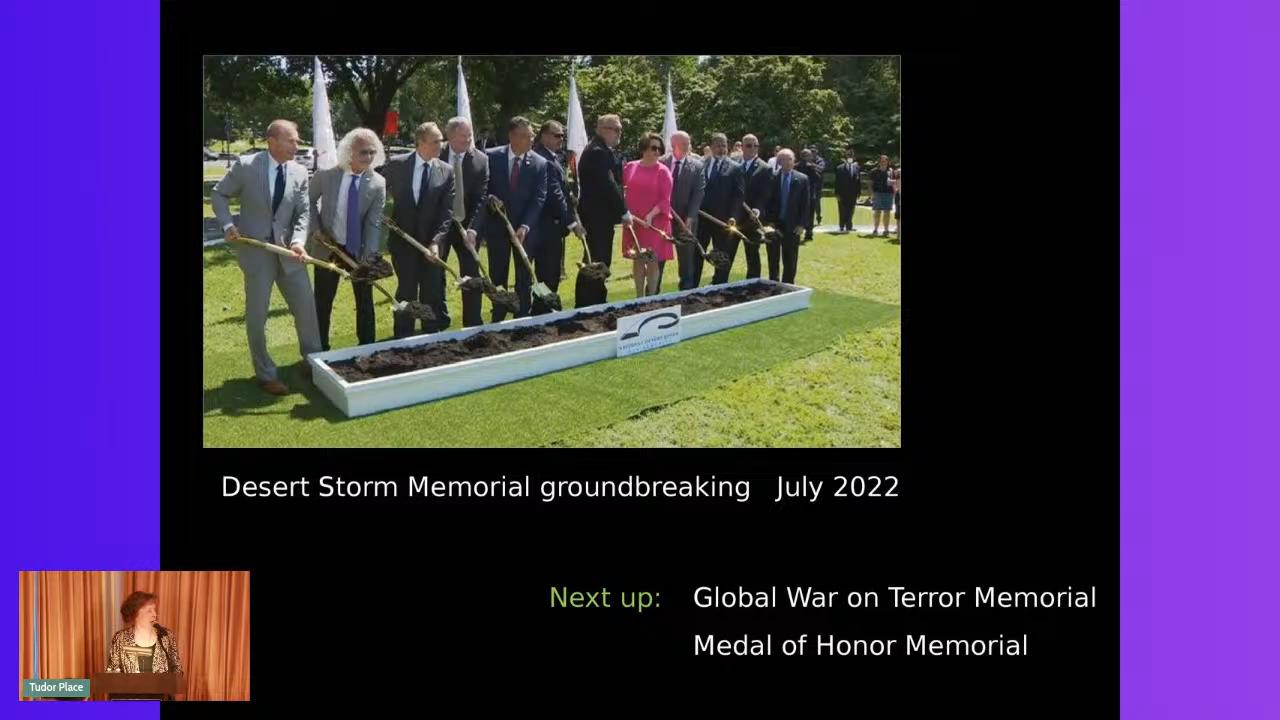 Desert Storm Memorial groundbreaking July 2022
Next up: Global War on Terror Memorial
Medal of Honor Memorial
Tudor Place